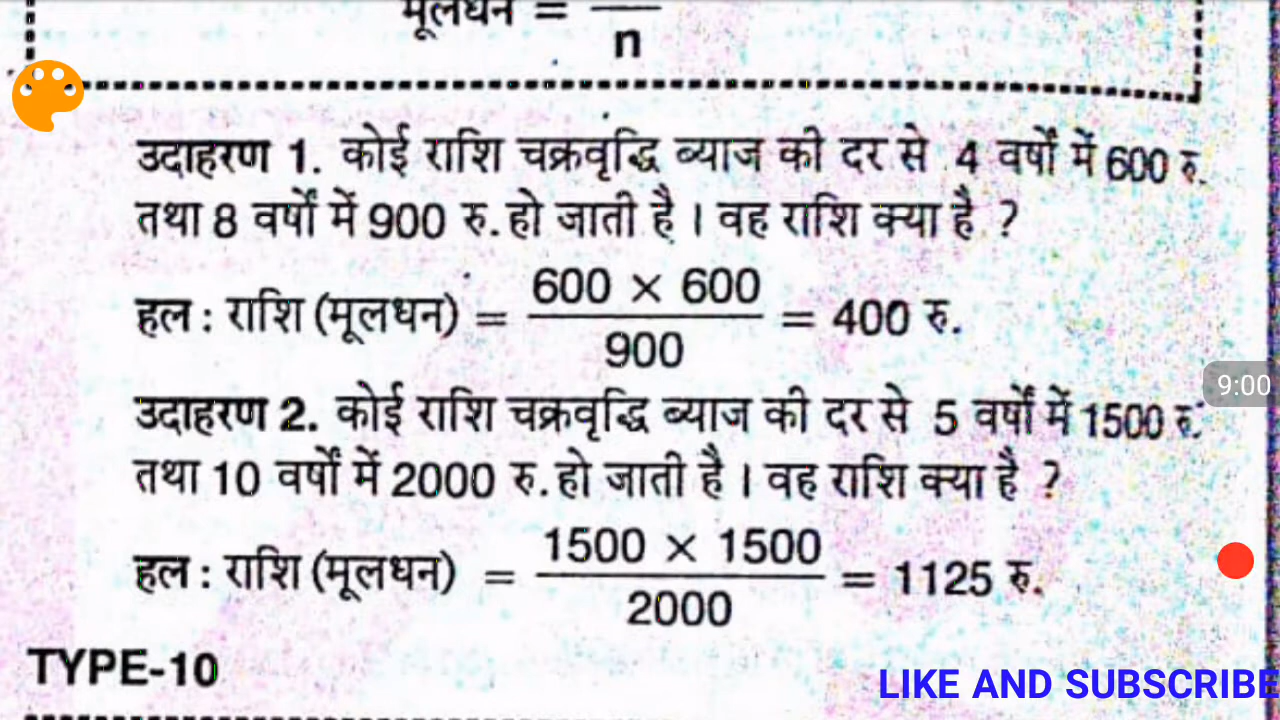 मूलधन =
n
उदाहरण 1. कोई राशि चक्रवृद्धि ब्याज की दर से 4 वर्षों में 600 रु.
तथा 8 वर्षों में 900 रु. हो जाती है । वह राशि क्या है ?
हल : राशि (मूलधन) = 600 × 600 / 900 = 400 रु.
9:00
उदाहरण 2. कोई राशि चक्रवृद्धि ब्याज की दर से 5 वर्षों में 1500 रु.
तथा 10 वर्षों में 2000 रु. हो जाती है । वह राशि क्या है ?
हल : राशि (मूलधन) = 1500 × 1500 / 2000 = 1125 रु.
TYPE-10
LIKE AND SUBSCRIBE